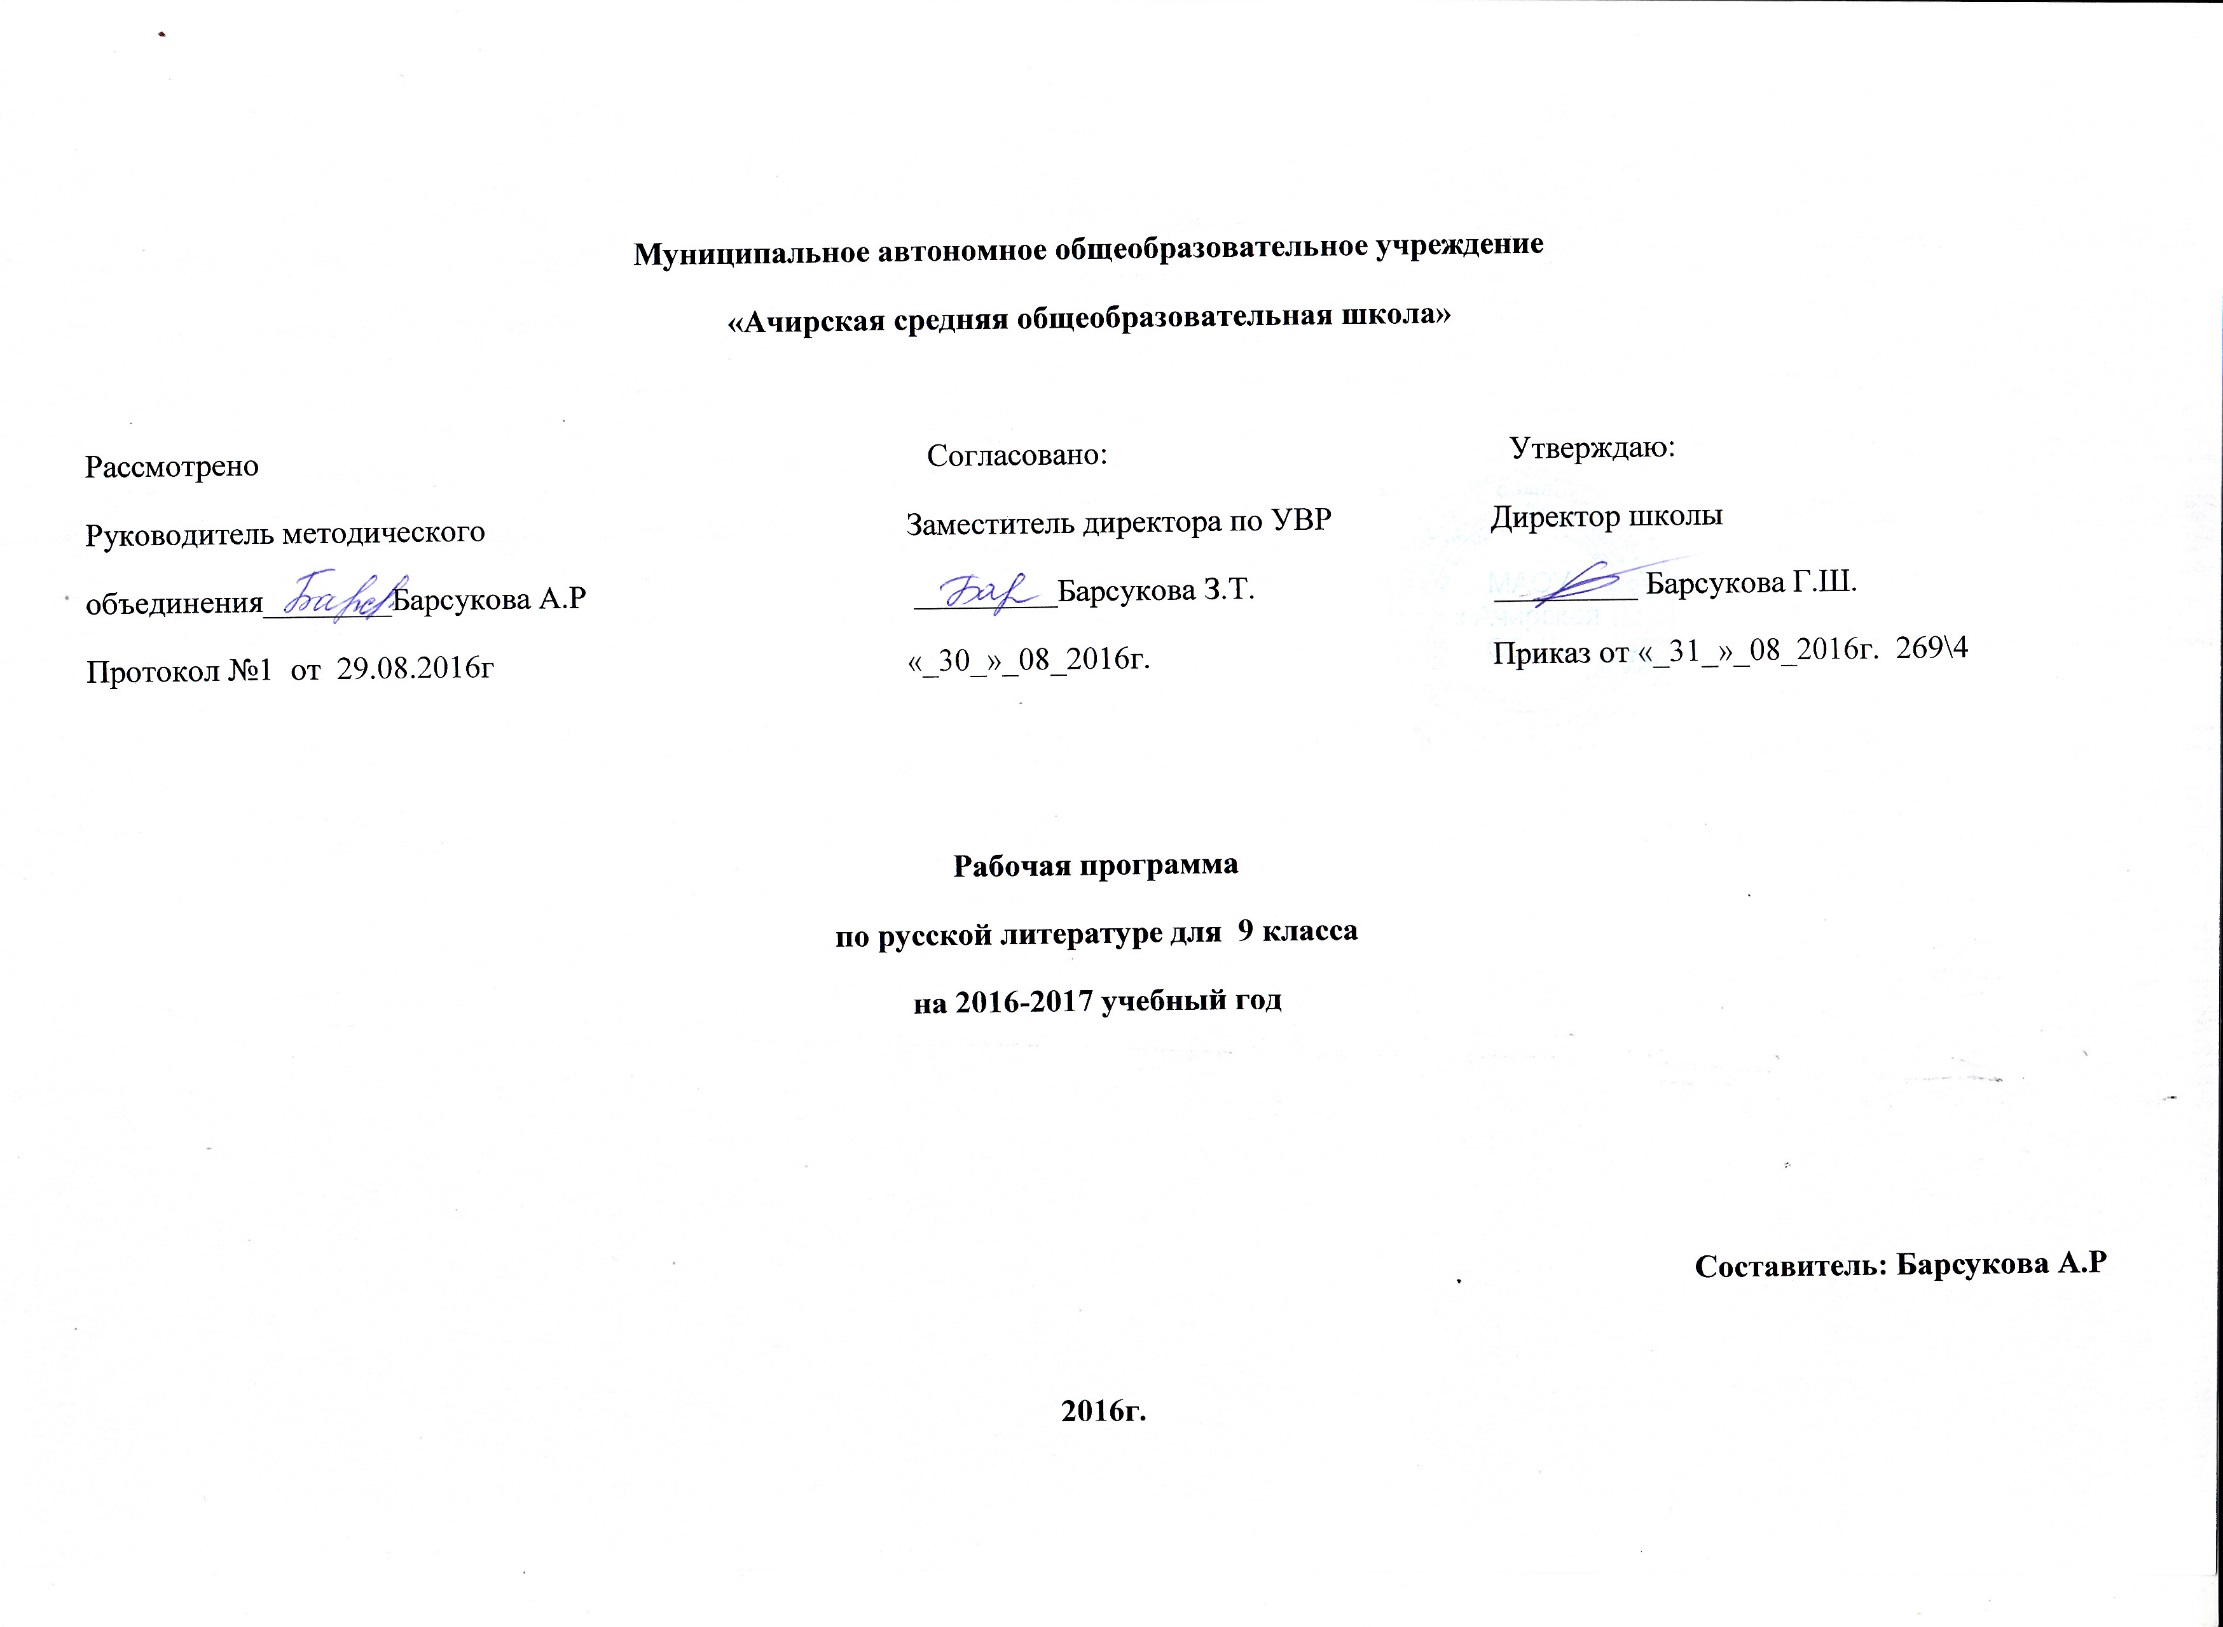 Муниципальное автономное общеобразовательное учреждение
«Ачирская средняя общеобразовательная школа»
Рассмотрено
Руководитель методического
объединения_________Барсукова А.Р
Протокол №1 от 29.08.2016г
Согласовано:
Заместитель директора по УВР
_________Барсукова З.Т.
«_30_»_08_2016г.
Утверждаю:
Директор школы
_________ Барсукова Г.Ш.
Приказ от «_31_»_08_2016г. 269\4
Рабочая программа
по русской литературе для 9 класса
на 2016-2017 учебный год
Составитель: Барсукова А.Р
2016г.